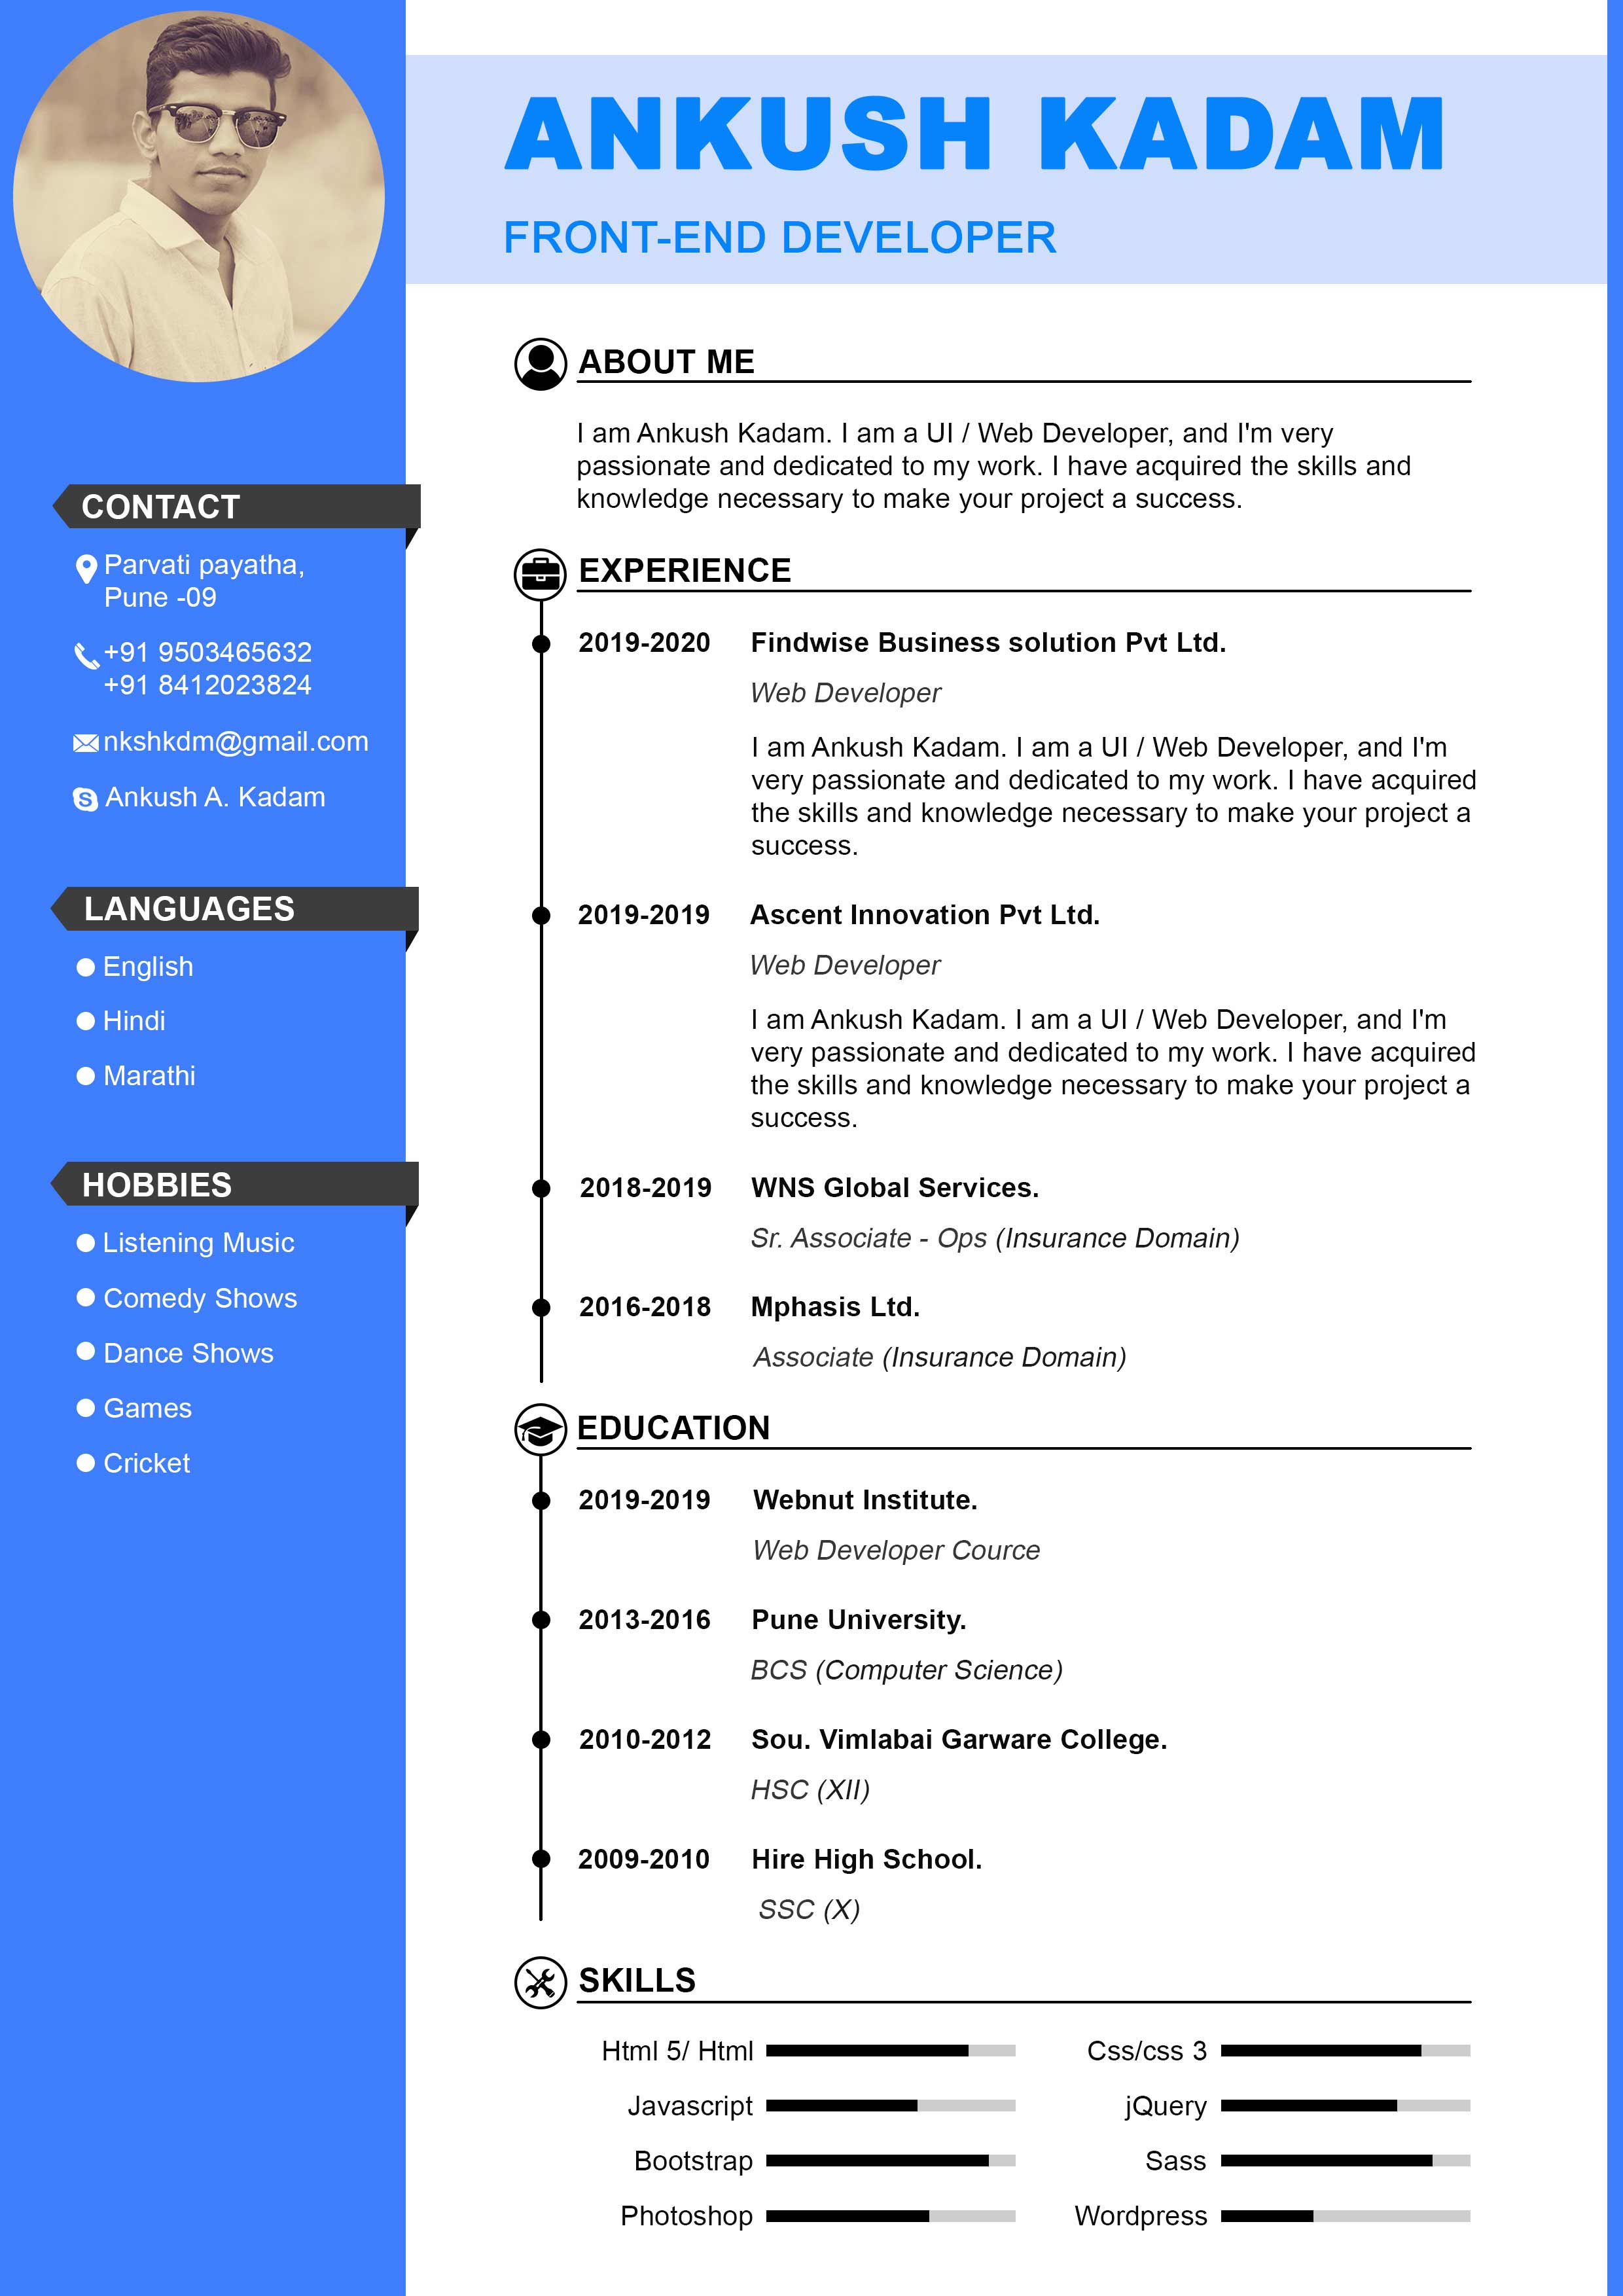 ANKUSH KADAM
FRONT-END DEVELOPER
CONTACT
Parvati payatha,
Pune -09
+91 9503465632
+91 8412023824
nkshkdm@gmail.com
Ankush A. Kadam
LANGUAGES
English
Hindi
Marathi
HOBBIES
Listening Music
Comedy Shows
Dance Shows
Games
Cricket
ABOUT ME
I am Ankush Kadam. I am a UI / Web Developer, and I'm very
passionate and dedicated to my work. I have acquired the skills and
knowledge necessary to make your project a success.
EXPERIENCE
2019-2020 Findwise Business solution Pvt Ltd.
Web Developer
I am Ankush Kadam. I am a UI / Web Developer, and I'm
very passionate and dedicated to my work. I have acquired
the skills and knowledge necessary to make your project a
success.
2019-2019 Ascent Innovation Pvt Ltd.
Web Developer
I am Ankush Kadam. I am a UI / Web Developer, and I'm
very passionate and dedicated to my work. I have acquired
the skills and knowledge necessary to make your project a
success.
2018-2019 WNS Global Services.
Sr. Associate - Ops (Insurance Domain)
2016-2018 Mphasis Ltd.
Associate (Insurance Domain)
EDUCATION
2019-2019 Webnut Institute.
Web Developer Cource
2013-2016 Pune University.
BCS (Computer Science)
2010-2012 Sou. Vimlabai Garware College.
HSC (XII)
2009-2010 Hire High School.
SSC (X)
SKILLS
Html 5/ Html Css/css 3
Javascript jQuery
Bootstrap Sass
Photoshop Wordpress